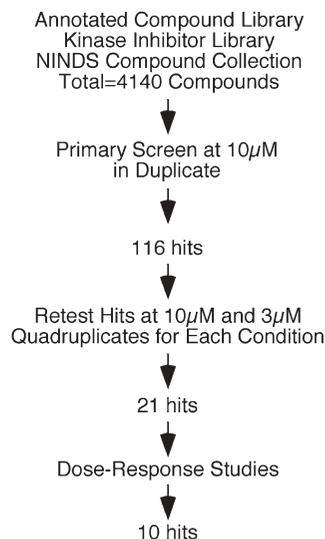 Annotated Compound Library
Kinase Inhibitor Library
NINDS Compound Collection
Total=4140 Compounds
Primary Screen at 10µM
in Duplicate
116 hits
Retest Hits at 10µM and 3µM
Quadruplicates for Each Condition
21 hits
Dose-Response Studies
10 hits